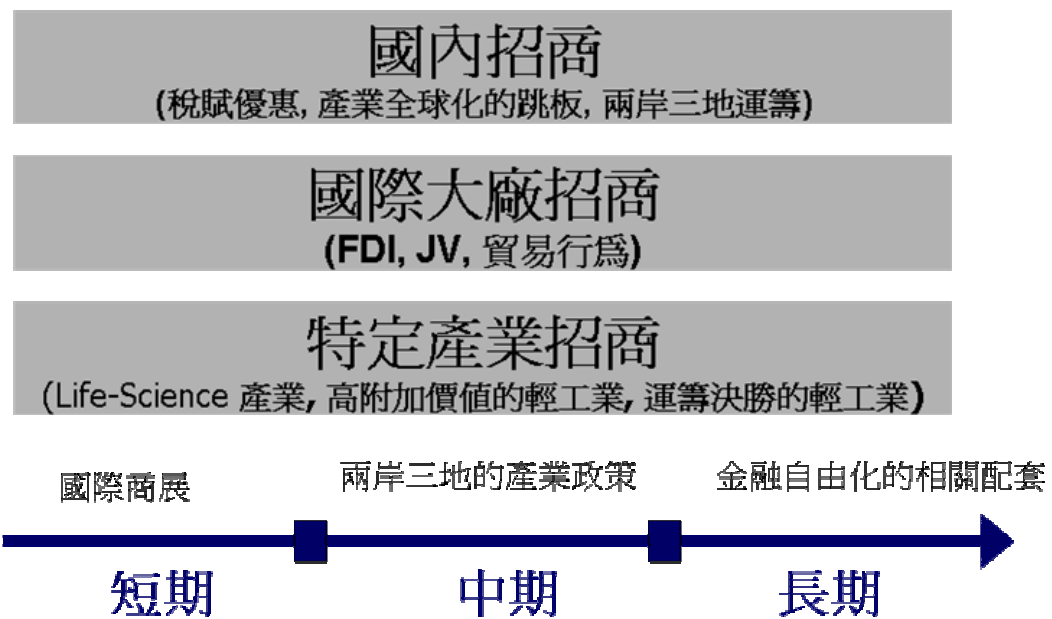 國內招商
(稅賦優惠, 產業全球化的跳板, 兩岸三地運籌)
國際大廠招商
(FDI, JV, 貿易行為)
特定產業招商
(Life-Science 產業, 高附加價值的輕工業, 運籌決勝的輕工業)
國際商展 兩岸三地的產業政策 金融自由化的相關配套
短期 中期 長期